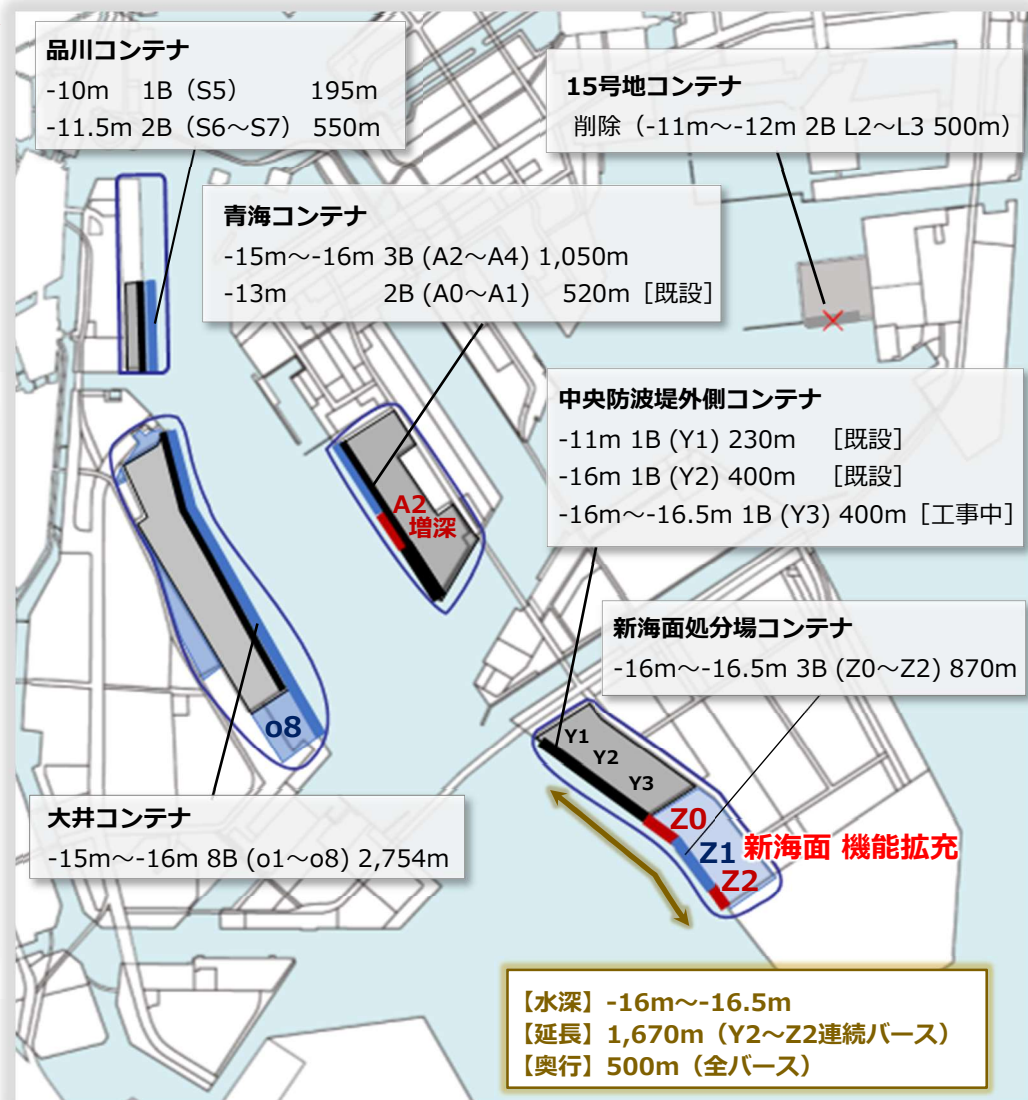 品川コンテナ
-10m 1B（S5） 195m
-11.5m 2B（S6～S7） 550m
15号地コンテナ
削除（-11m～-12m 2B L2～L3 500m）
青海コンテナ
-15m～-16m 3B (A2～A4) 1,050m
-13m 2B (A0～A1) 520m［既設］
中央防波堤外側コンテナ
-11m 1B (Y1) 230m ［既設］
-16m 1B (Y2) 400m ［既設］
-16m～-16.5m 1B (Y3) 400m［工事中］
A2
増深
新海面処分場コンテナ
-16m～-16.5m 3B (Z0～Z2) 870m
o8
Y1
Y2
Y3
大井コンテナ
-15m～-16m 8B (o1～o8) 2,754m
Z0
Z1
新海面 機能拡充
Z2
【水深】-16m～-16.5m
【延長】1,670m（Y2～Z2連続バース）
【奥行】500m（全バース）